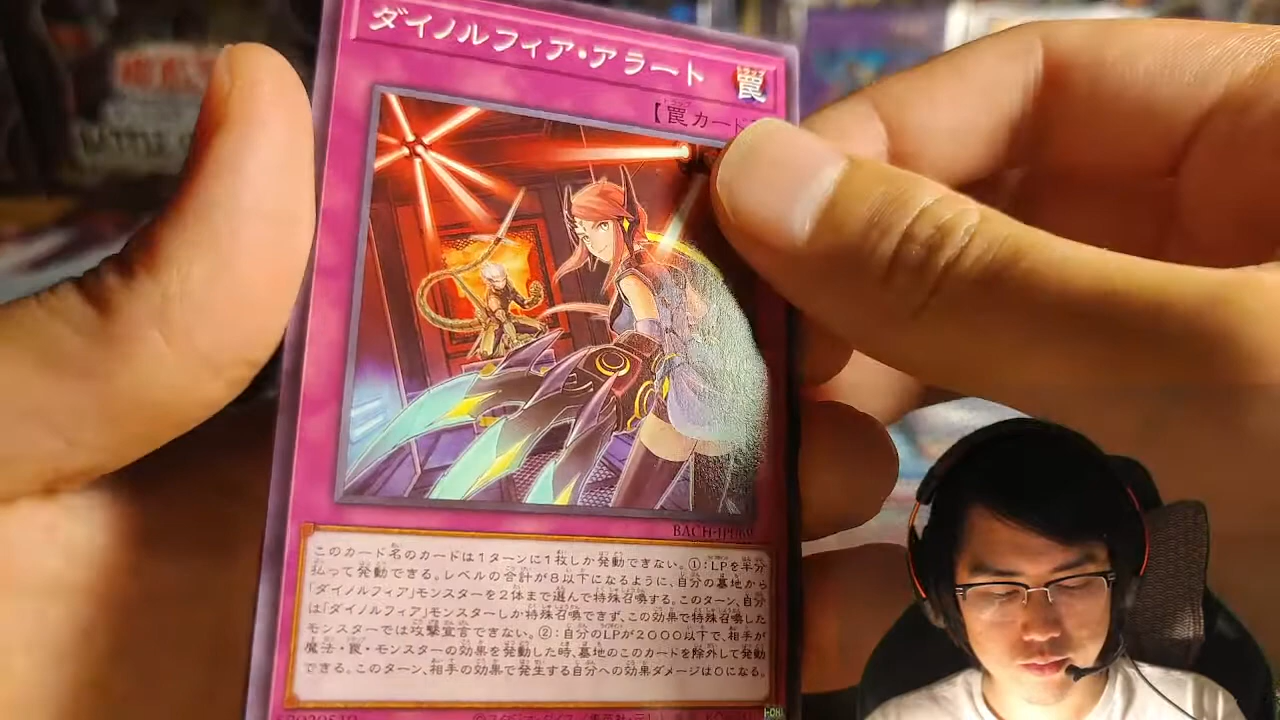 ダイノルフィア・アラート
罠
【罠カード
BACH-JP069
このカード名のカードは1ターンに1枚しか発動できない。①：LPを半分
払って発動できる。レベルの合計が8以下になるように、自分の墓地から
「ダイノルフィア」モンスターを2体まで選んで特殊召喚する。このターン、自分
は「ダイノルフィア」モンスターしか特殊召喚できず、この効果で特殊召喚した
モンスターでは攻撃宣言できない。②：自分のLPが2000以下で、相手が
魔法・罠・モンスターの効果を発動した時、墓地のこのカードを除外して発動
できる。このターン、相手の効果で発生する自分への効果ダメージは0になる。